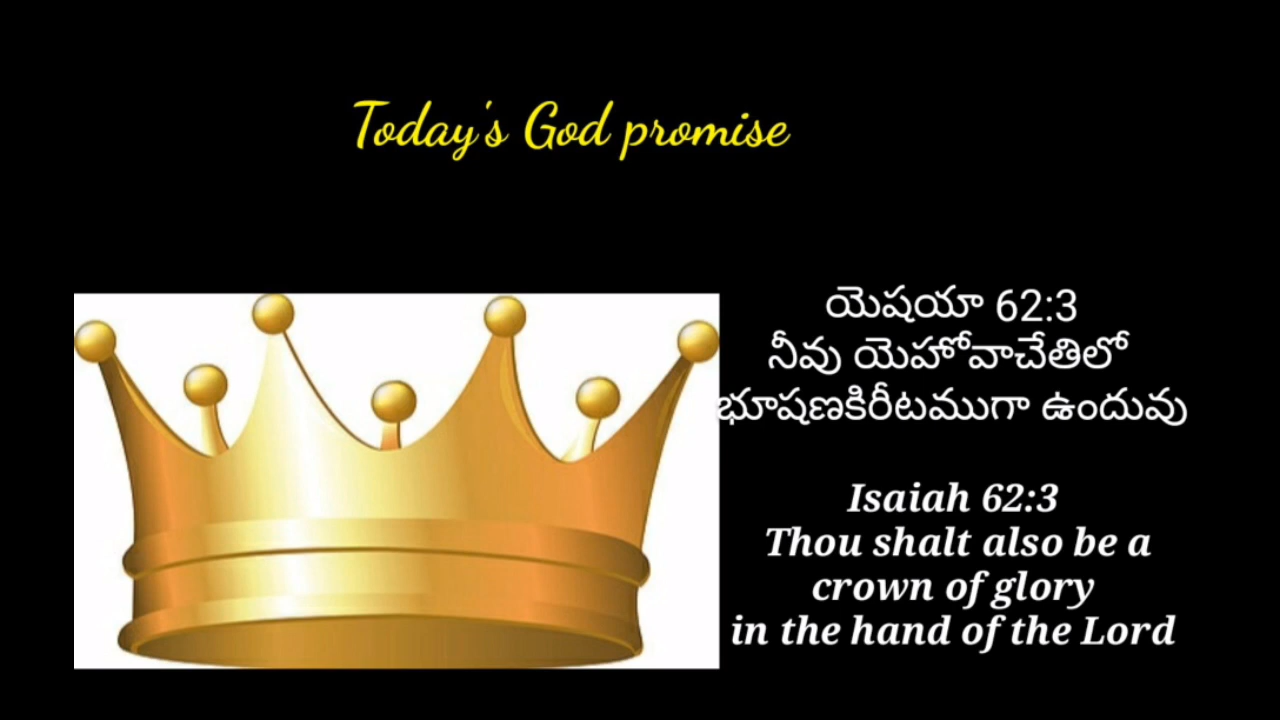 Today's God promise
యెషయా 62:3
నీవు యెహోవాచేతిలో
భూషణకిరీటముగా ఉందువు
Isaiah 62:3
Thou shalt also be a
crown of glory
in the hand of the Lord